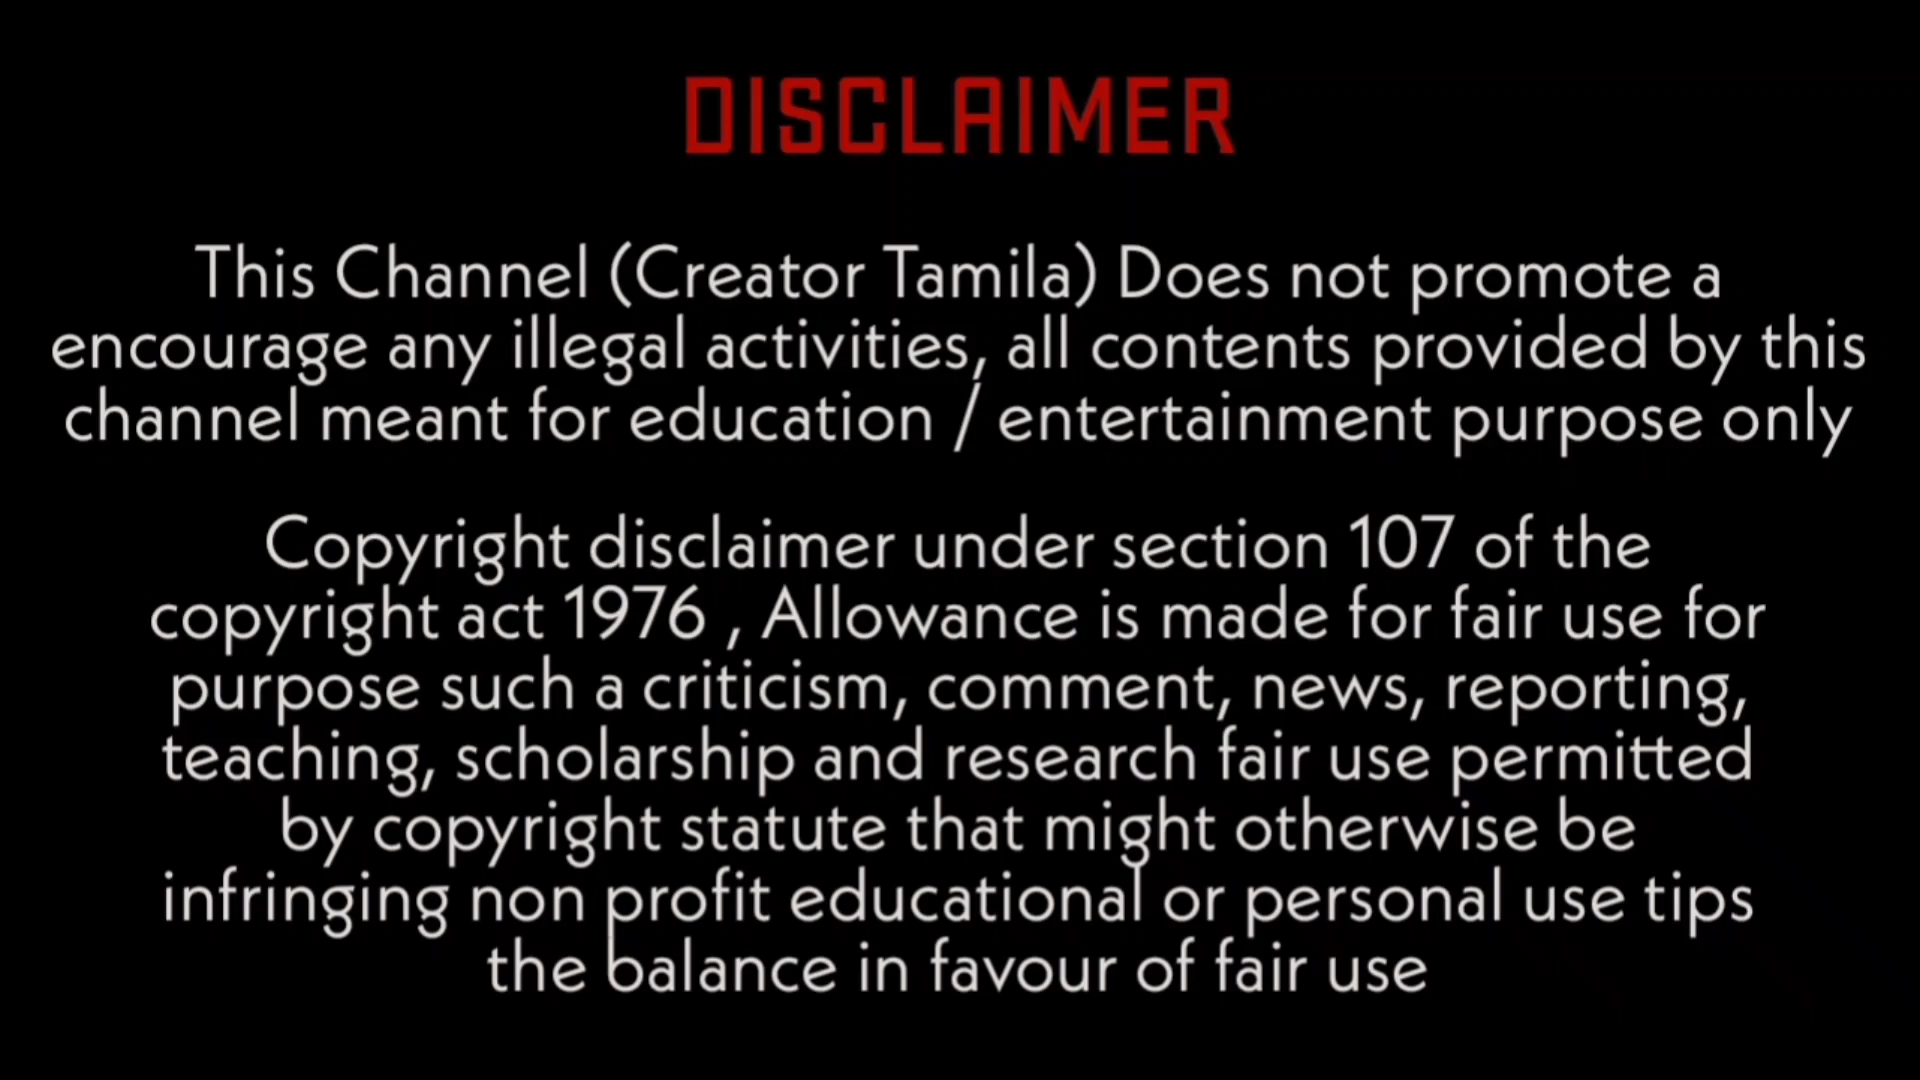 DISCLAIMER
This Channel (Creator Tamila) Does not promote a
encourage any illegal activities, all contents provided by this
channel meant for education / entertainment purpose only
Copyright disclaimer under section 107 of the
copyright act 1976 , Allowance is made for fair use for
purpose such a criticism, comment, news, reporting,
teaching, scholarship and research fair use permitted
by copyright statute that might otherwise be
infringing non profit educational or personal use tips
the balance in favour of fair use